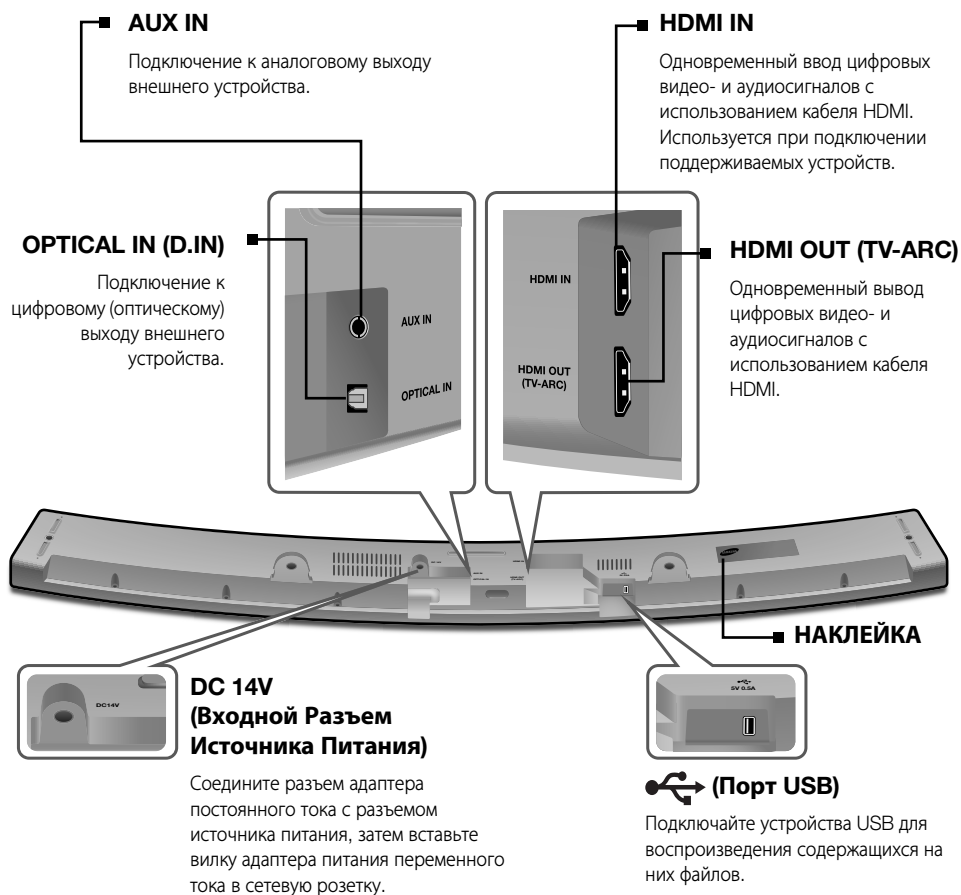 AUX IN
Подключение к аналоговому выходу
внешнего устройства.
HDMI IN
Одновременный ввод цифровых
видео- и аудиосигналов с
использованием кабеля HDMI.
Используется при подключении
поддерживаемых устройств.
OPTICAL IN (D.IN)
Подключение к
цифровому (оптическому)
выходу внешнего
устройства.
AUX IN
OPTICAL IN
HDMI IN
HDMI OUT
(TV-ARC)
HDMI OUT (TV-ARC)
Одновременный вывод
цифровых видео- и
аудиосигналов с
использованием кабеля
HDMI.
НАКЛЕЙКА
DC14V
DC 14V
(Входной Разъем
Источника Питания)
Соедините разъем адаптера
постоянного тока с разъемом
источника питания, затем вставьте
вилку адаптера питания переменного
тока в сетевую розетку.
5V 0.5A
(Порт USB)
Подключайте устройства USB для
воспроизведения содержащихся на
них файлов.